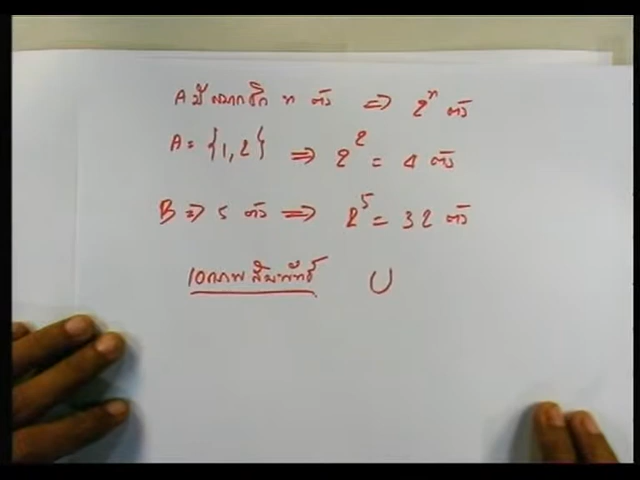 A มี สมาชิก n ตัว ⇒ 2ⁿ ตัว
A = {1, 2} ⇒ 2² = 4 ตัว
B ⇒ 5 ตัว ⇒ 2⁵ = 32 ตัว
เอกภพสัมพัทธ์ U